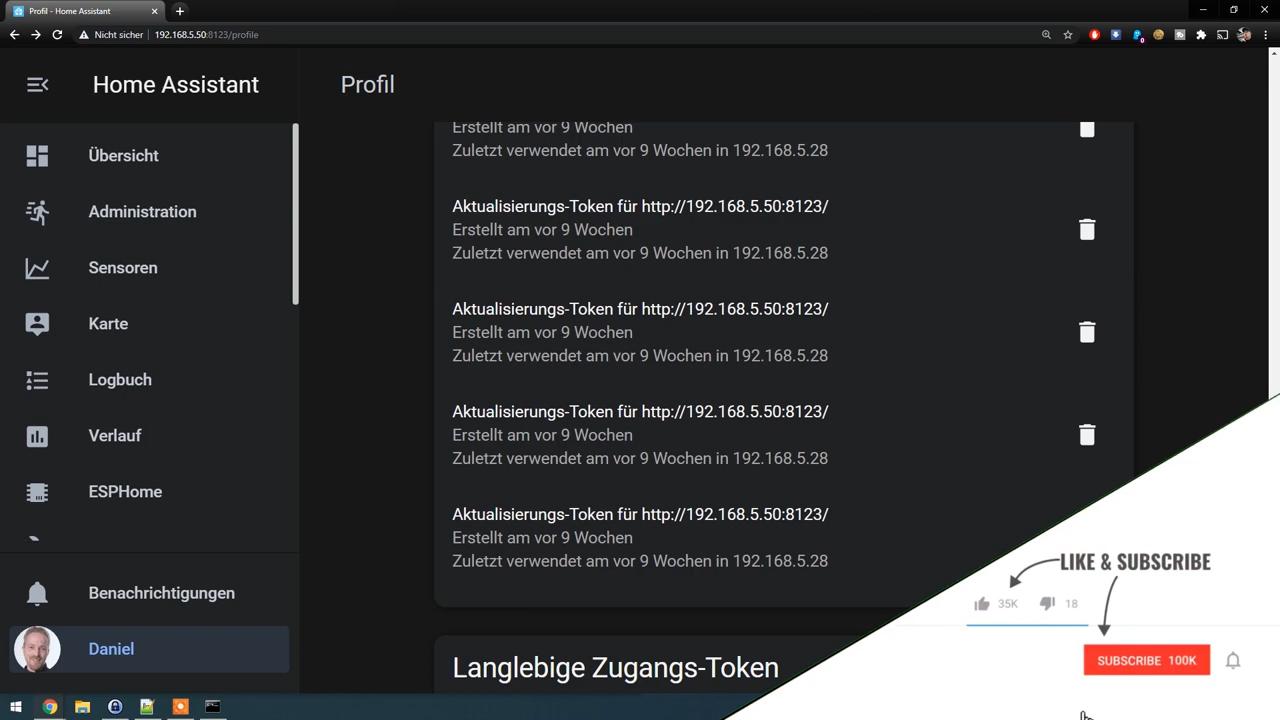 Profil - Home Assistant
Nicht sicher
192.168.5.50:8123/profile
Home Assistant
Profil
Übersicht
Administration
Sensoren
Karte
Logbuch
Verlauf
ESPHome
Benachrichtigungen
Daniel
Erstellt am vor 9 Wochen
Zuletzt verwendet am vor 9 Wochen in 192.168.5.28
Aktualisierungs-Token für http://192.168.5.50:8123/
Erstellt am vor 9 Wochen
Zuletzt verwendet am vor 9 Wochen in 192.168.5.28
Aktualisierungs-Token für http://192.168.5.50:8123/
Erstellt am vor 9 Wochen
Zuletzt verwendet am vor 9 Wochen in 192.168.5.28
Aktualisierungs-Token für http://192.168.5.50:8123/
Erstellt am vor 9 Wochen
Zuletzt verwendet am vor 9 Wochen in 192.168.5.28
Aktualisierungs-Token für http://192.168.5.50:8123/
Erstellt am vor 9 Wochen
Zuletzt verwendet am vor 9 Wochen in 192.168.5.28
Langlebige Zugangs-Token
LIKE & SUBSCRIBE
35K
18
SUBSCRIBE 100K